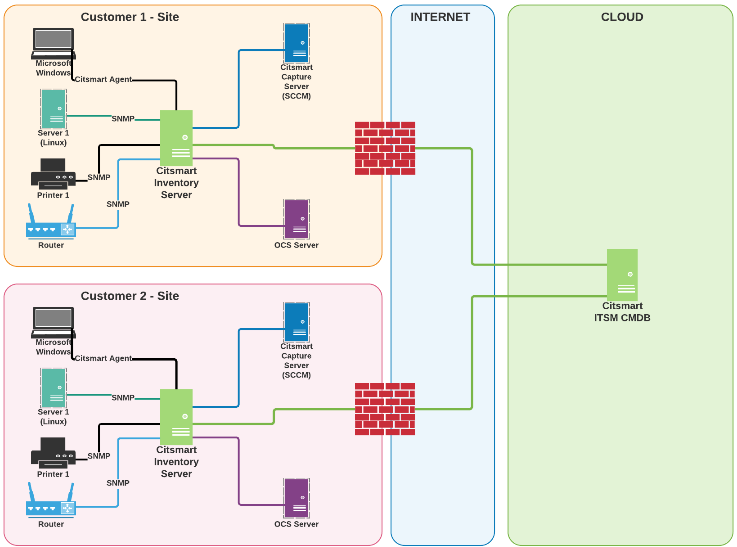 Customer 1 - Site
INTERNET
CLOUD
Microsoft
Windows
Citsmart Agent
Citsmart
Capture
Server
(SCCM)
SNMP
Server 1
(Linux)
Citsmart
Inventory
Server
SNMP
Printer 1
SNMP
Router
OCS Server
Citsmart
ITSM CMDB
Customer 2 - Site
Microsoft
Windows
Citsmart Agent
Citsmart
Capture
Server
(SCCM)
SNMP
Server 1
(Linux)
Citsmart
Inventory
Server
SNMP
Printer 1
SNMP
Router
OCS Server